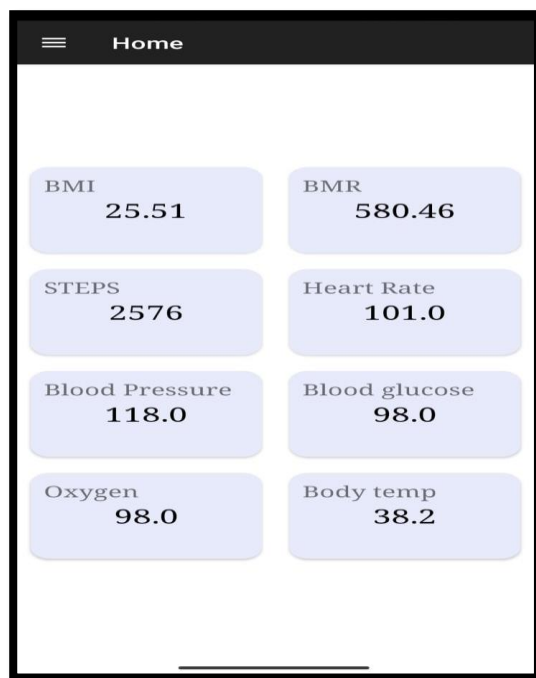 Home
BMI
25.51
BMR
580.46
STEPS
2576
Heart Rate
101.0
Blood Pressure
118.0
Blood glucose
98.0
Oxygen
98.0
Body temp
38.2